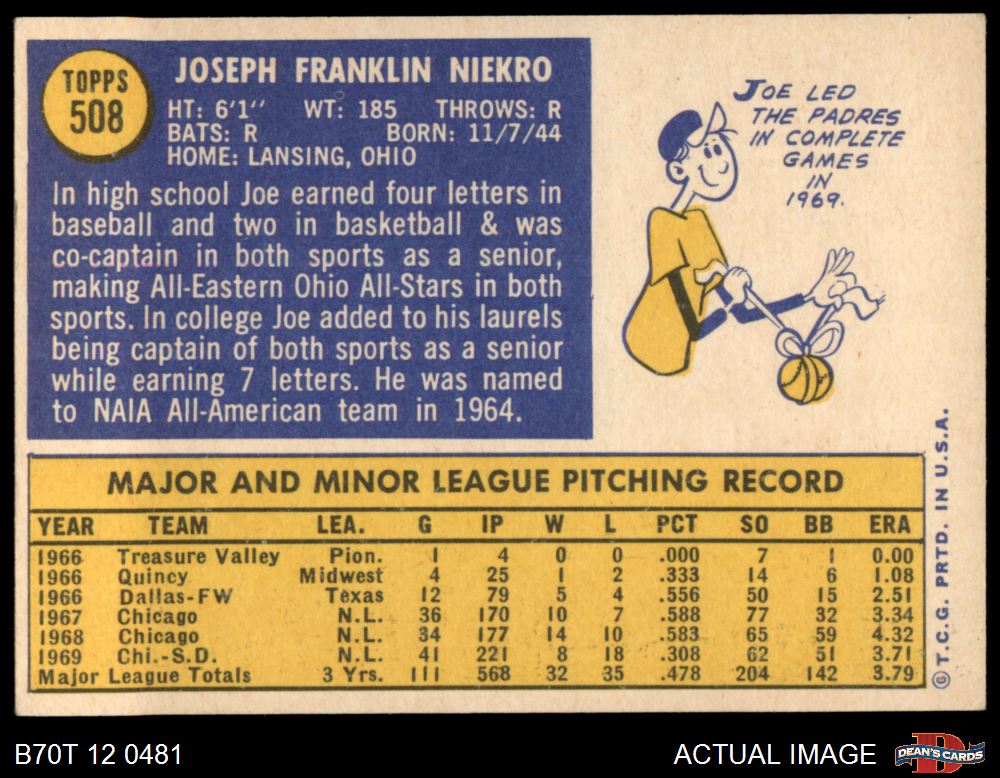 TOPPS
508
JOSEPH FRANKLIN NIEKRO
HT: 6'1" WT: 185 THROWS: R
BATS: R BORN: 11/7/44
HOME: LANSING, OHIO
In high school Joe earned four letters in
baseball and two in basketball & was
co-captain in both sports as a senior,
making All-Eastern Ohio All-Stars in both
sports. In college Joe added to his laurels
being captain of both sports as a senior
while earning 7 letters. He was named
to NAIA All-American team in 1964.
JOE LED
THE PADRES
IN COMPLETE
GAMES
IN
1969.
MAJOR AND MINOR LEAGUE PITCHING RECORD
YEAR TEAM LEA. G IP W L PCT SO BB ERA
1966 Treasure Valley Pion. 1 4 0 0 .000 7 1 0.00
1966 Quincy Midwest 4 25 1 2 .333 14 6 1.08
1966 Dallas-FW Texas 12 79 5 4 .556 50 15 2.51
1967 Chicago N.L. 36 170 10 7 .588 77 32 3.34
1968 Chicago N.L. 34 177 14 10 .583 65 59 4.32
1969 Chi.-S.D. N.L. 41 221 8 18 .308 62 51 3.71
Major League Totals 3 Yrs. 111 568 32 35 .478 204 142 3.79
©T.C.G. PRTD. IN U.S.A.
B70T 12 0481
ACTUAL IMAGE
DEAN'S CARDS